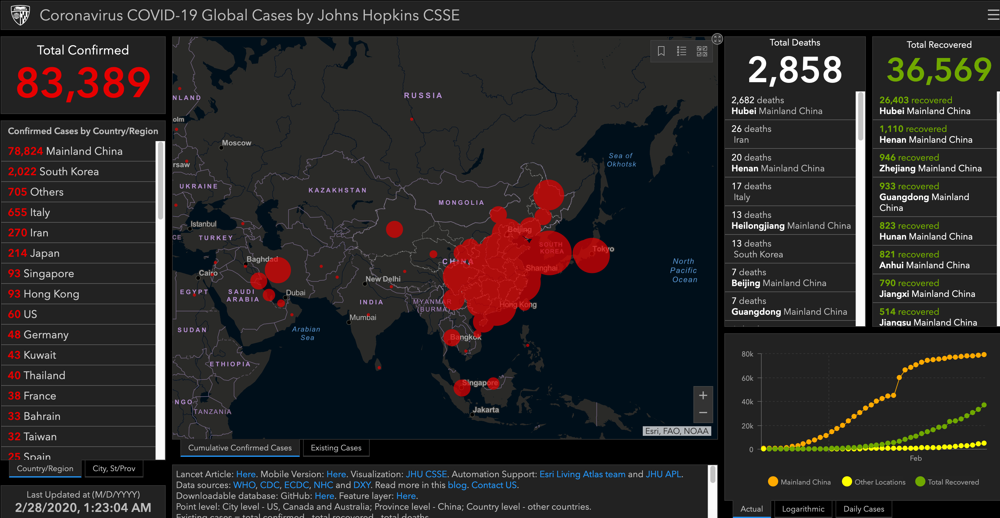 Coronavirus COVID-19 Global Cases by Johns Hopkins CSSE
Total Confirmed
83,389
Confirmed Cases by Country/Region
78,824 Mainland China
2,022 South Korea
705 Others
655 Italy
270 Iran
214 Japan
93 Singapore
93 Hong Kong
60 US
48 Germany
43 Kuwait
40 Thailand
38 France
33 Bahrain
32 Taiwan
25 Spain
Country/Region
City, St/Prov
Last Updated at (M/D/YYYY)
2/28/2020, 1:23:04 AM
NLAND
RUSSIA
olm
Moscow
rsaw
Sea of
Okhotsk
UKRAINE
KAZAKHSTAN
MONGOLIA
Istanbul
CE
TURKEY
Beijing
SOUTH
KOREA
Tokyo
Baghdad
CHINA
Shanghai
North
Pacific
Ocean
Cairo
New Delhi
EGYPT
SAUDI
ARABIA
Dubai
INDIA
MYANMAR
(BURMA)
Hong Kong
Mumbai
SUDAN
Arabian
Sea
Bangkok
ETHIOPIA
Singapore
NGO
TANZANIA
Jakarta
+
−
Esri, FAO, NOAA
Cumulative Confirmed Cases
Existing Cases
Lancet Article: Here. Mobile Version: Here. Visualization: JHU CSSE. Automation Support: Esri Living Atlas team and JHU APL.
Data sources: WHO, CDC, ECDC, NHC and DXY. Read more in this blog. Contact US.
Downloadable database: GitHub: Here. Feature layer: Here.
Point level: City level - US, Canada and Australia; Province level - China; Country level - other countries.
Existing cases = total confirmed - total recovered - total deaths
Total Deaths
2,858
2,682 deaths
Hubei Mainland China
26 deaths
Iran
20 deaths
Henan Mainland China
17 deaths
Italy
13 deaths
Heilongjiang Mainland China
13 deaths
South Korea
7 deaths
Beijing Mainland China
7 deaths
Guangdong Mainland China
Total Recovered
36,569
26,403 recovered
Hubei Mainland China
1,110 recovered
Henan Mainland China
946 recovered
Zhejiang Mainland China
933 recovered
Guangdong Mainland
China
823 recovered
Hunan Mainland China
821 recovered
Anhui Mainland China
790 recovered
Jiangxi Mainland China
514 recovered
Jiangsu Mainland China
80k
60k
40k
20k
0
Feb
Mainland China
Other Locations
Total Recovered
Actual
Logarithmic
Daily Cases